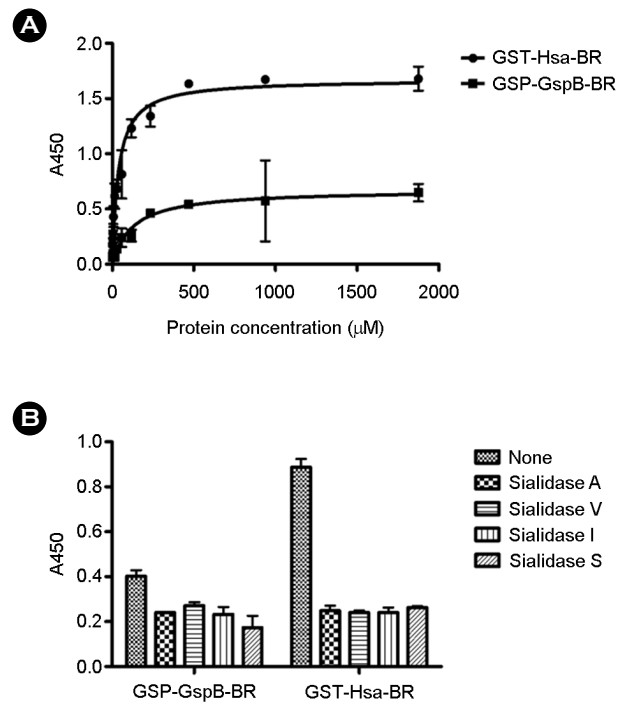 A
2.0
1.5
1.0
0.5
0.0
A450
0 500 1000 1500 2000
Protein concentration (μM)
GST-Hsa-BR
GSP-GspB-BR
B
1.0
0.8
0.6
0.4
0.2
0.0
A450
GSP-GspB-BR GST-Hsa-BR
None
Sialidase A
Sialidase V
Sialidase I
Sialidase S